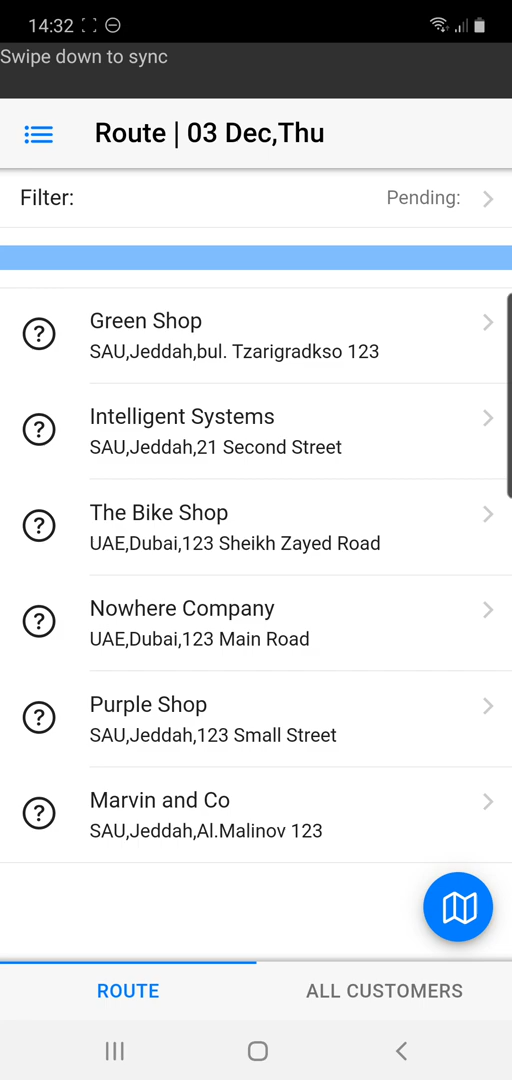 14:32
Swipe down to sync
Route | 03 Dec,Thu
Filter:
Pending:
Green Shop
SAU,Jeddah,bul. Tzarigradkso 123
Intelligent Systems
SAU,Jeddah,21 Second Street
The Bike Shop
UAE,Dubai,123 Sheikh Zayed Road
Nowhere Company
UAE,Dubai,123 Main Road
Purple Shop
SAU,Jeddah,123 Small Street
Marvin and Co
SAU,Jeddah,Al.Malinov 123
ROUTE
ALL CUSTOMERS